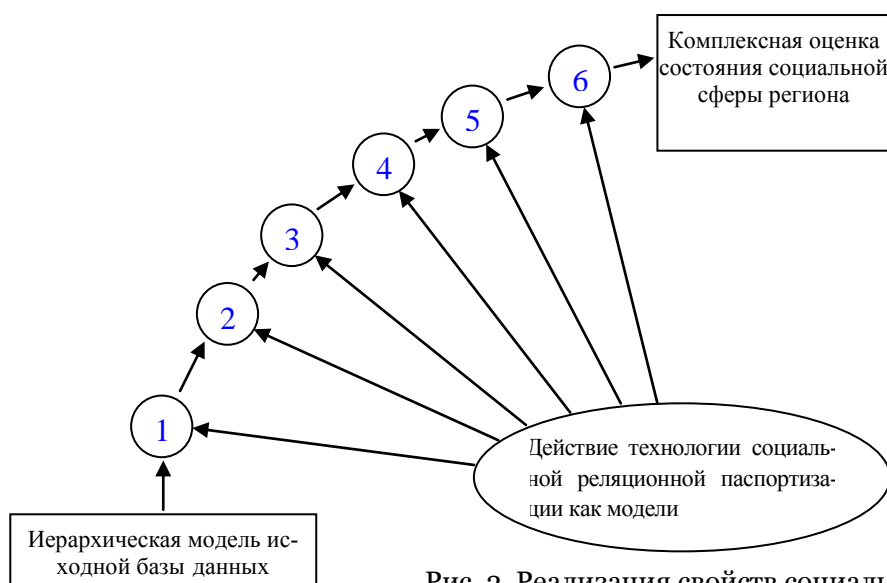 Комплексная оценка
состояния социальной
сферы региона
6
5
4
3
2
1
Действие технологии социаль-
ной реляционной паспортиза-
ции как модели
Иерархическая модель ис-
ходной базы данных
Рис. 2. Реализация свойств